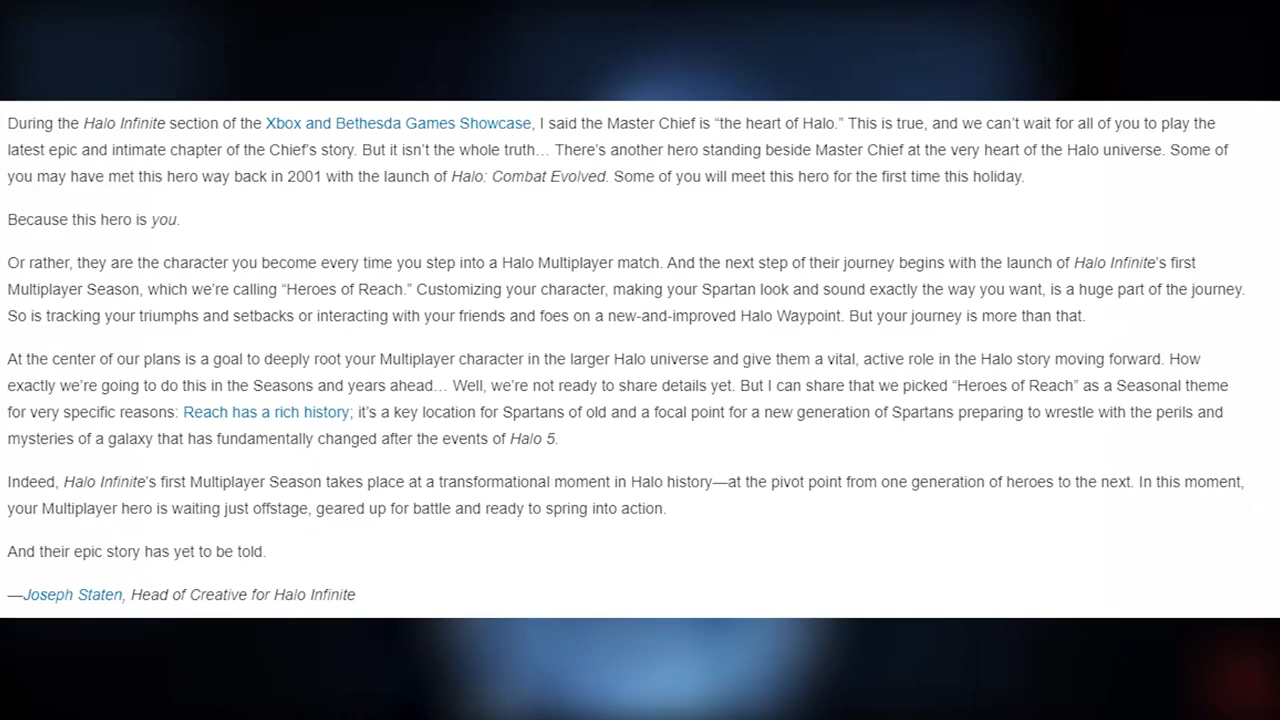 During the Halo Infinite section of the Xbox and Bethesda Games Showcase, I said the Master Chief is “the heart of Halo.” This is true, and we can’t wait for all of you to play the
latest epic and intimate chapter of the Chief’s story. But it isn’t the whole truth… There’s another hero standing beside Master Chief at the very heart of the Halo universe. Some of
you may have met this hero way back in 2001 with the launch of Halo: Combat Evolved. Some of you will meet this hero for the first time this holiday.
Because this hero is you.
Or rather, they are the character you become every time you step into a Halo Multiplayer match. And the next step of their journey begins with the launch of Halo Infinite’s first
Multiplayer Season, which we’re calling “Heroes of Reach.” Customizing your character, making your Spartan look and sound exactly the way you want, is a huge part of the journey.
So is tracking your triumphs and setbacks or interacting with your friends and foes on a new-and-improved Halo Waypoint. But your journey is more than that.
At the center of our plans is a goal to deeply root your Multiplayer character in the larger Halo universe and give them a vital, active role in the Halo story moving forward. How
exactly we’re going to do this in the Seasons and years ahead… Well, we’re not ready to share details yet. But I can share that we picked “Heroes of Reach” as a Seasonal theme
for very specific reasons: Reach has a rich history; it’s a key location for Spartans of old and a focal point for a new generation of Spartans preparing to wrestle with the perils and
mysteries of a galaxy that has fundamentally changed after the events of Halo 5.
Indeed, Halo Infinite’s first Multiplayer Season takes place at a transformational moment in Halo history—at the pivot point from one generation of heroes to the next. In this moment,
your Multiplayer hero is waiting just offstage, geared up for battle and ready to spring into action.
And their epic story has yet to be told.
—Joseph Staten, Head of Creative for Halo Infinite